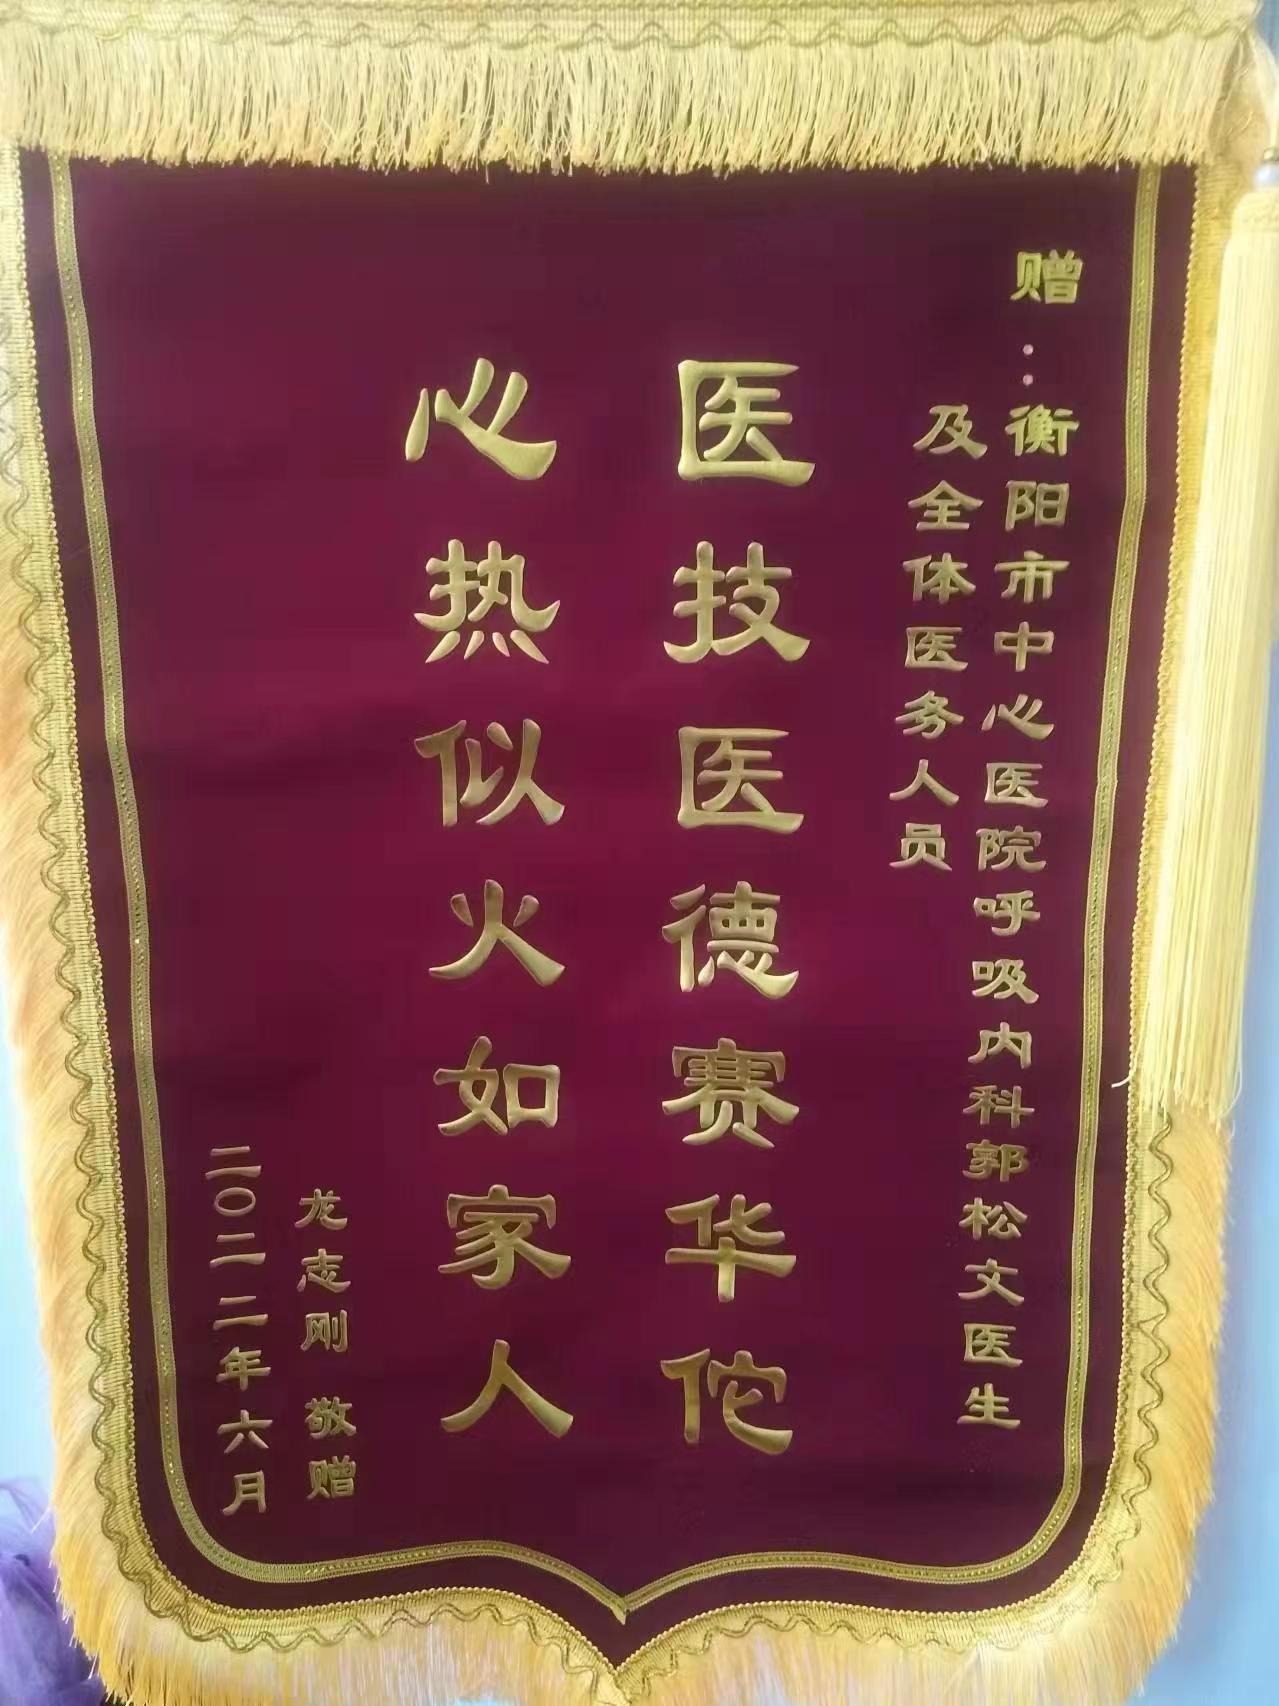 赠:衡阳市中心医院呼吸内科郭松文医生
及全体医务人员
医技医德赛华佗
心热似火如家人
龙志刚 敬赠
二〇二二年六月